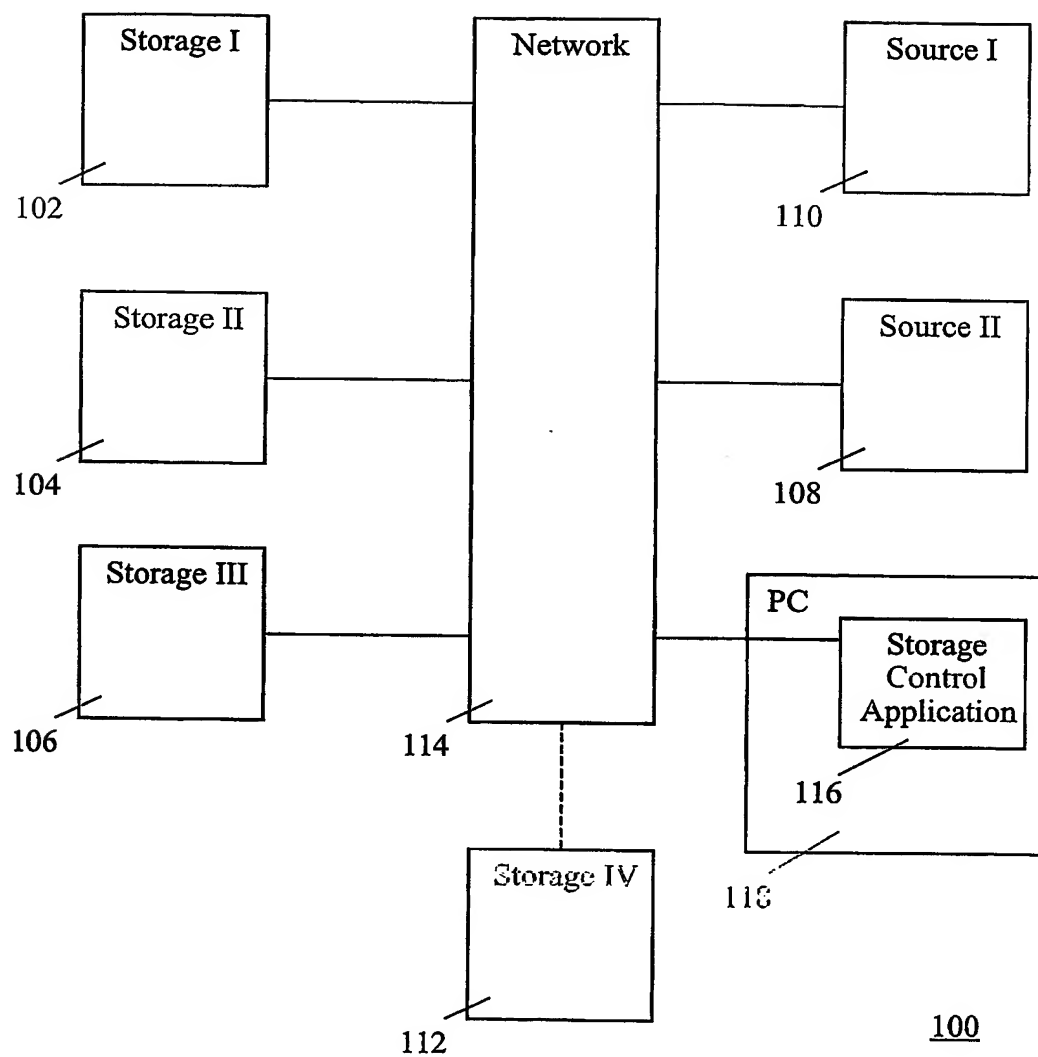 Storage I
Network
Source I
102
110
Storage II
Source II
104
108
Storage III
PC
Storage
Control
Application
106
114
116
Storage IV
118
112
100